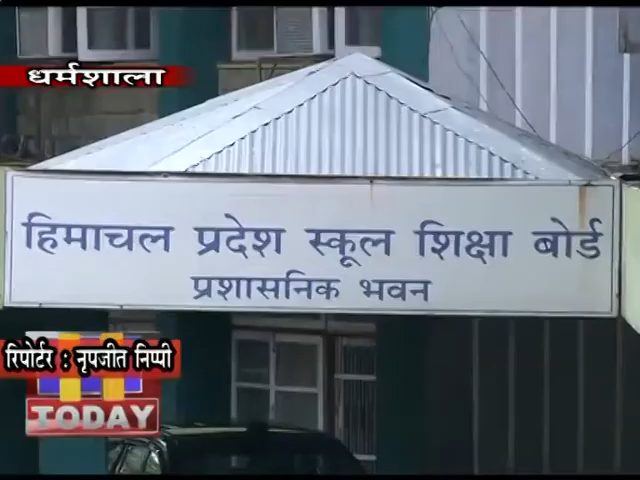 धर्मशाला
हिमाचल प्रदेश स्कूल शिक्षा बोर्ड
प्रशासनिक भवन
रिपोर्टर : नृपजीत निप्पी
TODAY